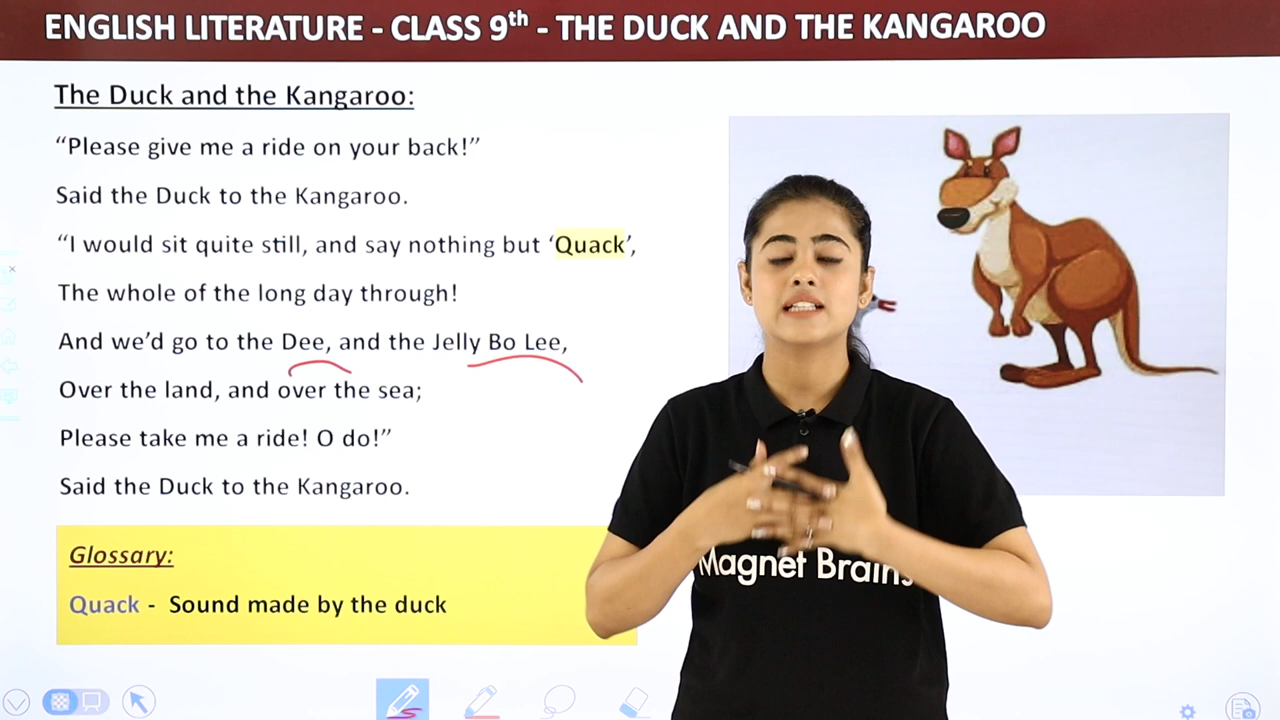 ENGLISH LITERATURE - CLASS 9th - THE DUCK AND THE KANGAROO
The Duck and the Kangaroo:
“Please give me a ride on your back!”
Said the Duck to the Kangaroo.
“I would sit quite still, and say nothing but ‘Quack’,
The whole of the long day through!
And we’d go to the Dee, and the Jelly Bo Lee,
Over the land, and over the sea;
Please take me a ride! O do!”
Said the Duck to the Kangaroo.
Glossary:
Quack - Sound made by the duck
Magnet Brains